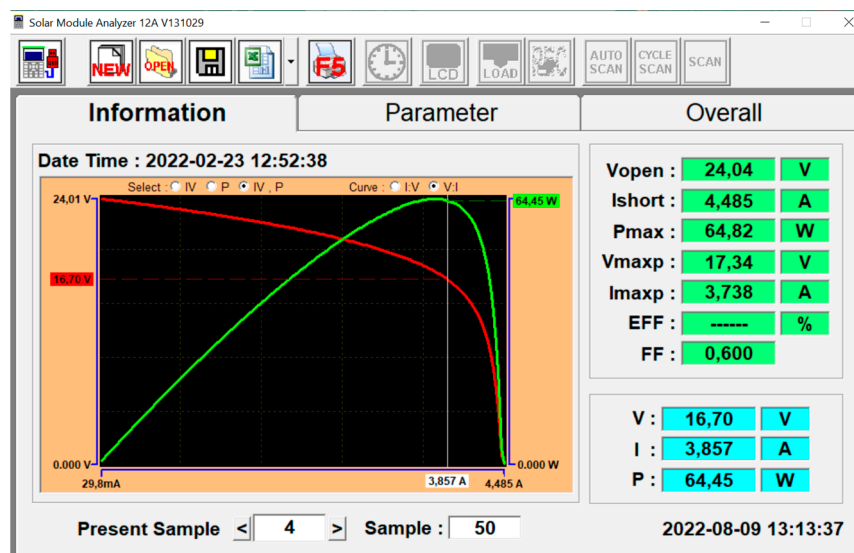 Solar Module Analyzer 12A V131029
NEW OPEN F5 LCD LOAD AUTO SCAN CYCLE SCAN SCAN
Information Parameter Overall
Date Time : 2022-02-23 12:52:38
Select : IV P IV , P Curve : I:V V:I
24,01 V
64,45 W
16,70 V
0.000 V
0.000 W
29,8mA
3,857 A
4,485 A
Vopen : 24,04 V
Ishort : 4,485 A
Pmax : 64,82 W
Vmaxp : 17,34 V
Imaxp : 3,738 A
EFF : ------ %
FF : 0,600
V : 16,70 V
I : 3,857 A
P : 64,45 W
Present Sample < 4 > Sample : 50
2022-08-09 13:13:37